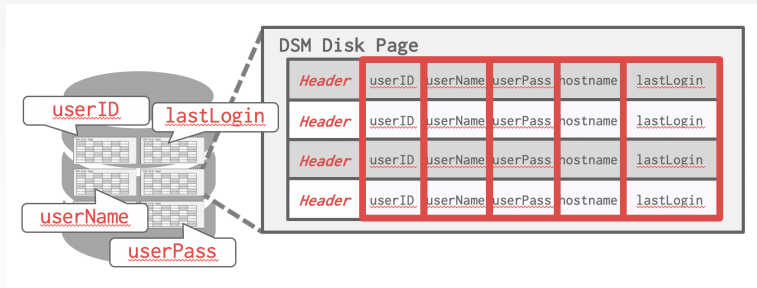 DSM Disk Page
Header userID userName userPass hostname lastLogin
Header userID userName userPass hostname lastLogin
Header userID userName userPass hostname lastLogin
Header userID userName userPass hostname lastLogin
userID
lastLogin
userName
userPass